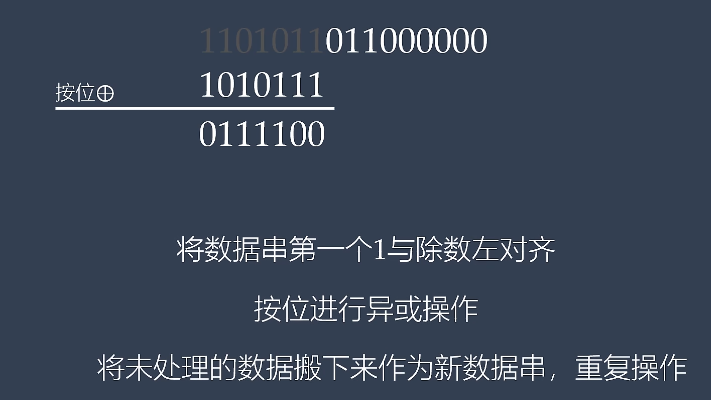 1101011011000000
1010111
按位⊕
0111100
将数据串第一个1与除数左对齐
按位进行异或操作
将未处理的数据搬下来作为新数据串，重复操作